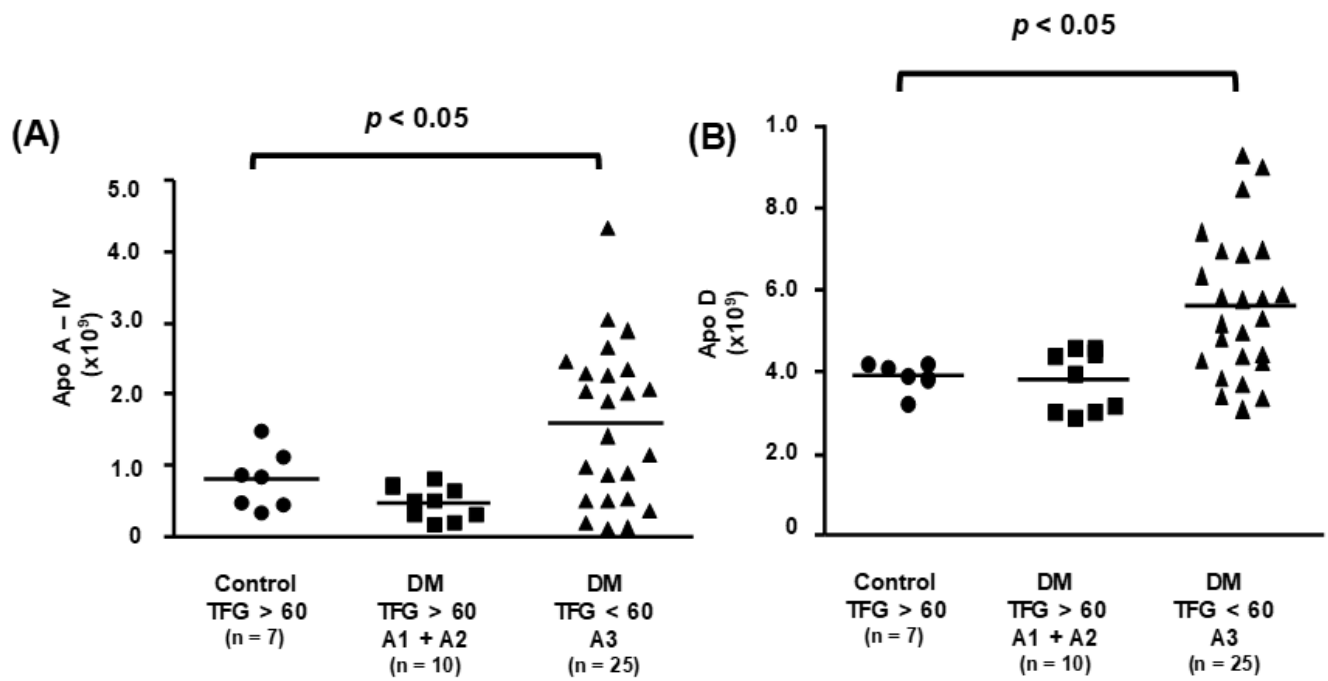 (A)
p < 0.05
Apo A – IV
(x10⁹)
5.0
4.0
3.0
2.0
1.0
0
Control
TFG > 60
(n = 7)
DM
TFG > 60
A1 + A2
(n = 10)
DM
TFG < 60
A3
(n = 25)
(B)
p < 0.05
Apo D
(x10⁹)
1.0
8.0
6.0
4.0
2.0
0
Control
TFG > 60
(n = 7)
DM
TFG > 60
A1 + A2
(n = 10)
DM
TFG < 60
A3
(n = 25)